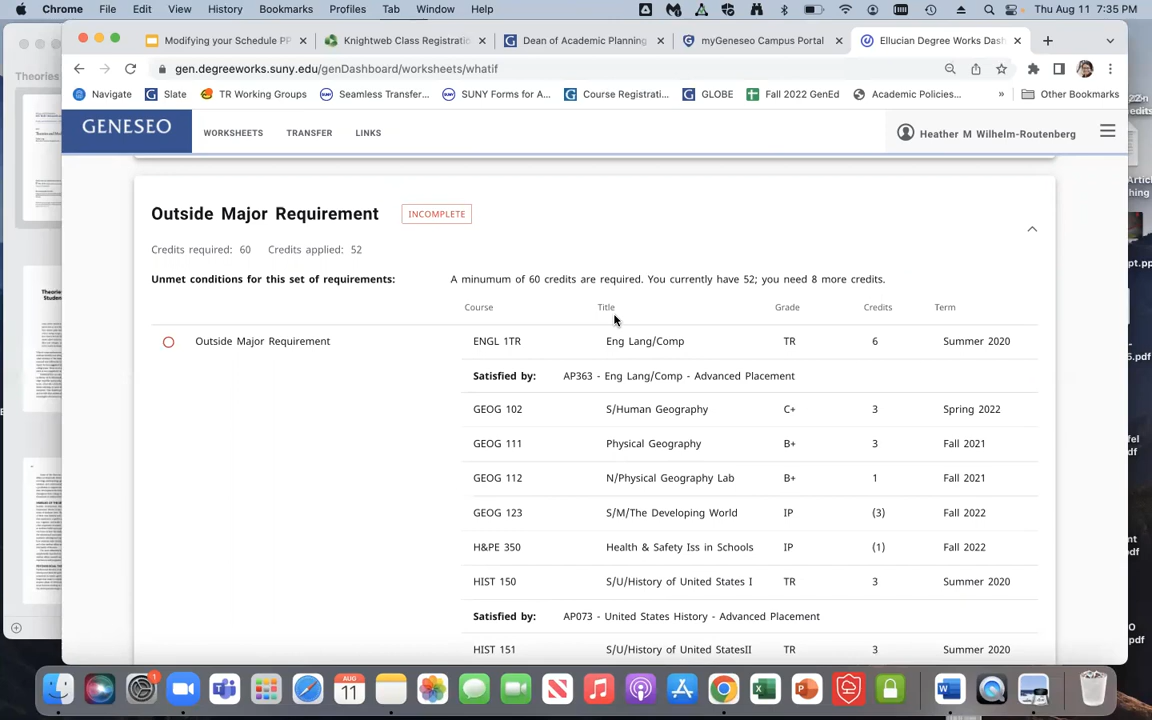 Chrome File Edit View History Bookmarks Profiles Tab Window Help Thu Aug 11 7:35 PM
Modifying your Schedule PP × Knightweb Class Registrati × Dean of Academic Planning × myGeneseo Campus Portal × Ellucian Degree Works Das × +
gen.degreeworks.suny.edu/genDashboard/worksheets/whatif
Navigate Slate TR Working Groups Seamless Transfer... SUNY Forms for A... Course Registrati... GLOBE Fall 2022 GenEd Academic Policies... » Other Bookmarks
GENESEO WORKSHEETS TRANSFER LINKS Heather M Wilhelm-Routenberg
Theories
Outside Major Requirement INCOMPLETE
Credits required: 60 Credits applied: 52
Unmet conditions for this set of requirements: A minumum of 60 credits are required. You currently have 52; you need 8 more credits.
Course Title Grade Credits Term
Outside Major Requirement ENGL 1TR Eng Lang/Comp TR 6 Summer 2020
Satisfied by: AP363 - Eng Lang/Comp - Advanced Placement
GEOG 102 S/Human Geography C+ 3 Spring 2022
GEOG 111 Physical Geography B+ 3 Fall 2021
GEOG 112 N/Physical Geography Lab B+ 1 Fall 2021
GEOG 123 S/M/The Developing World IP (3) Fall 2022
H&PE 350 Health & Safety Iss in Schools IP (1) Fall 2022
HIST 150 S/U/History of United States I TR 3 Summer 2020
Satisfied by: AP073 - United States History - Advanced Placement
HIST 151 S/U/History of United StatesII TR 3 Summer 2020
AUG
11
1